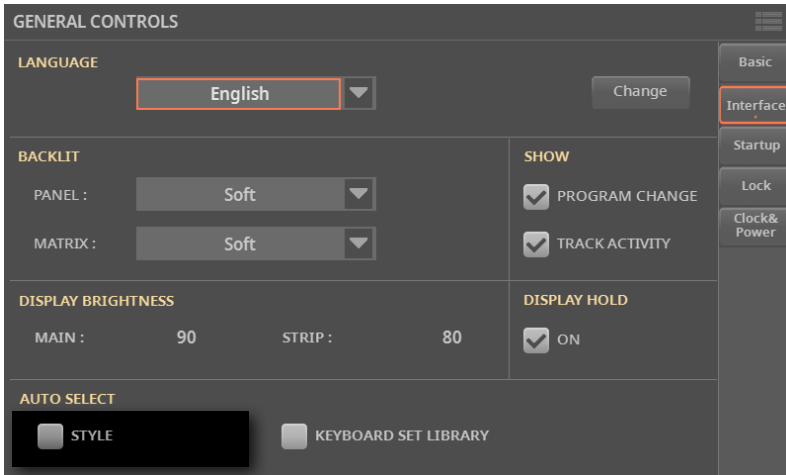 GENERAL CONTROLS
LANGUAGE
English
Change
BACKLIT
PANEL :
Soft
MATRIX :
Soft
SHOW
PROGRAM CHANGE
TRACK ACTIVITY
DISPLAY BRIGHTNESS
MAIN :
90
STRIP :
80
DISPLAY HOLD
ON
AUTO SELECT
STYLE
KEYBOARD SET LIBRARY
Basic
Interface
Startup
Lock
Clock&
Power